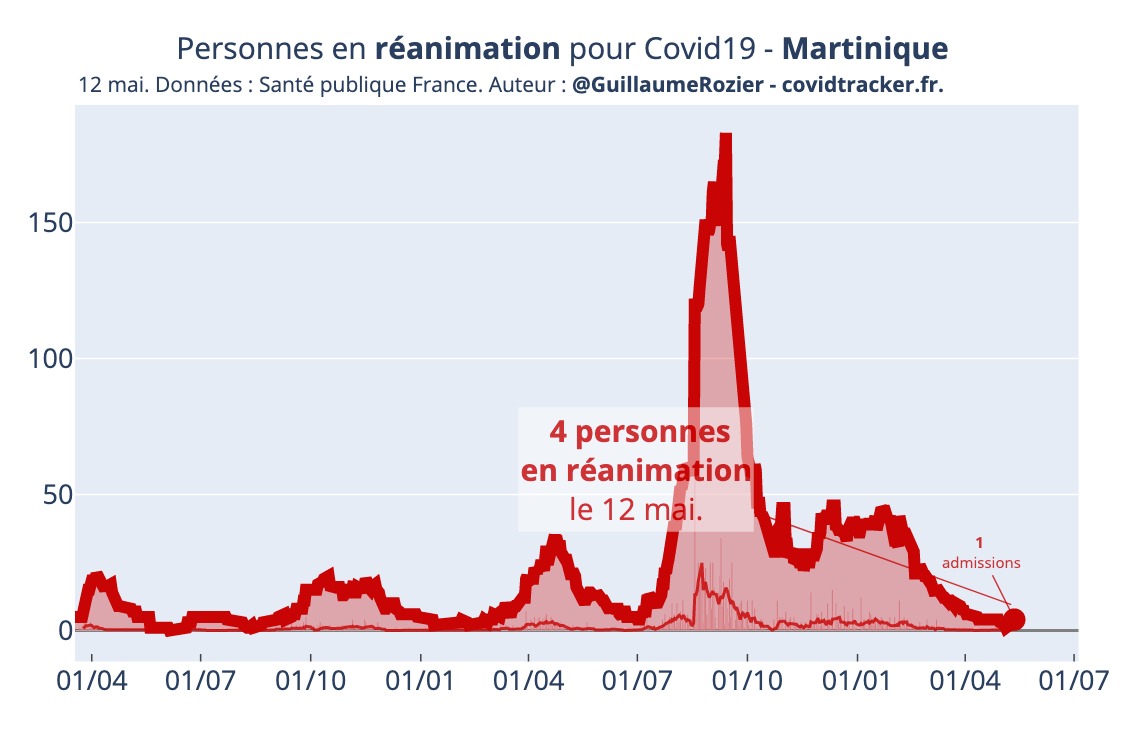 Personnes en réanimation pour Covid19 - Martinique
12 mai. Données : Santé publique France. Auteur : @GuillaumeRozier - covidtracker.fr.
150
100
50
0
4 personnes
en réanimation
le 12 mai.
1
admissions
01/04
01/07
01/10
01/01
01/04
01/07
01/10
01/01
01/04
01/07